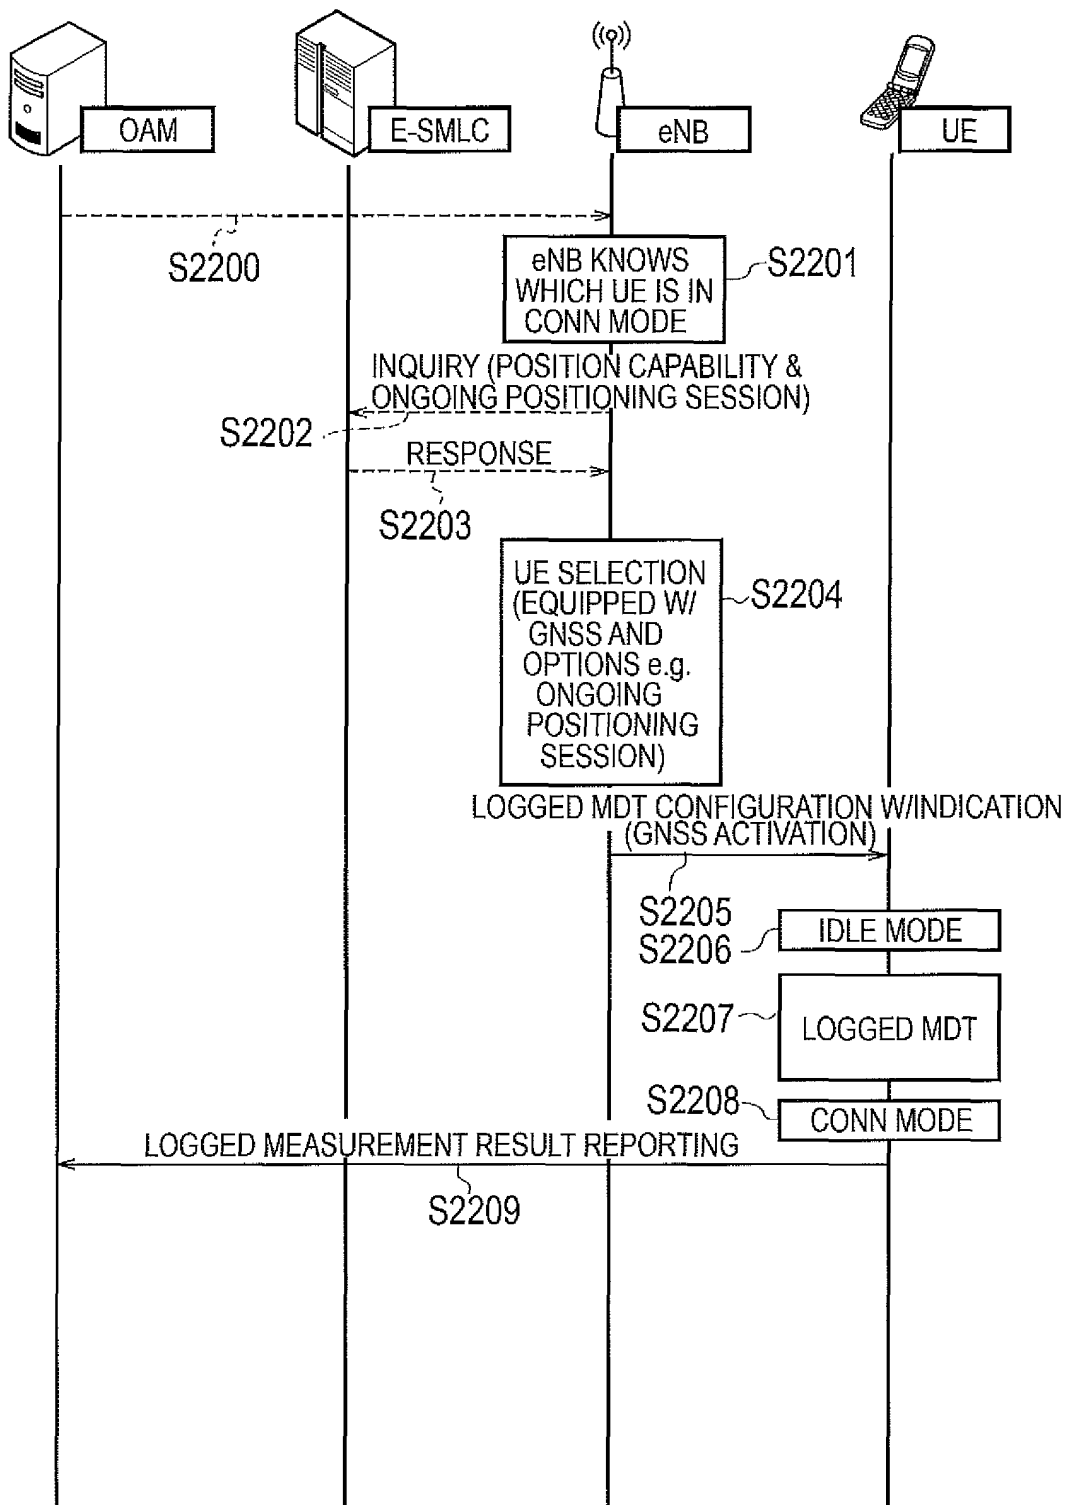 OAM
E-SMLC
eNB
UE
S2200
eNB KNOWS
WHICH UE IS IN
CONN MODE
S2201
INQUIRY (POSITION CAPABILITY &
ONGOING POSITIONING SESSION)
S2202
RESPONSE
S2203
UE SELECTION
(EQUIPPED W/
GNSS AND
OPTIONS e.g.
ONGOING
POSITIONING
SESSION)
S2204
LOGGED MDT CONFIGURATION W/INDICATION
(GNSS ACTIVATION)
S2205
S2206
IDLE MODE
S2207
LOGGED MDT
S2208
CONN MODE
LOGGED MEASUREMENT RESULT REPORTING
S2209